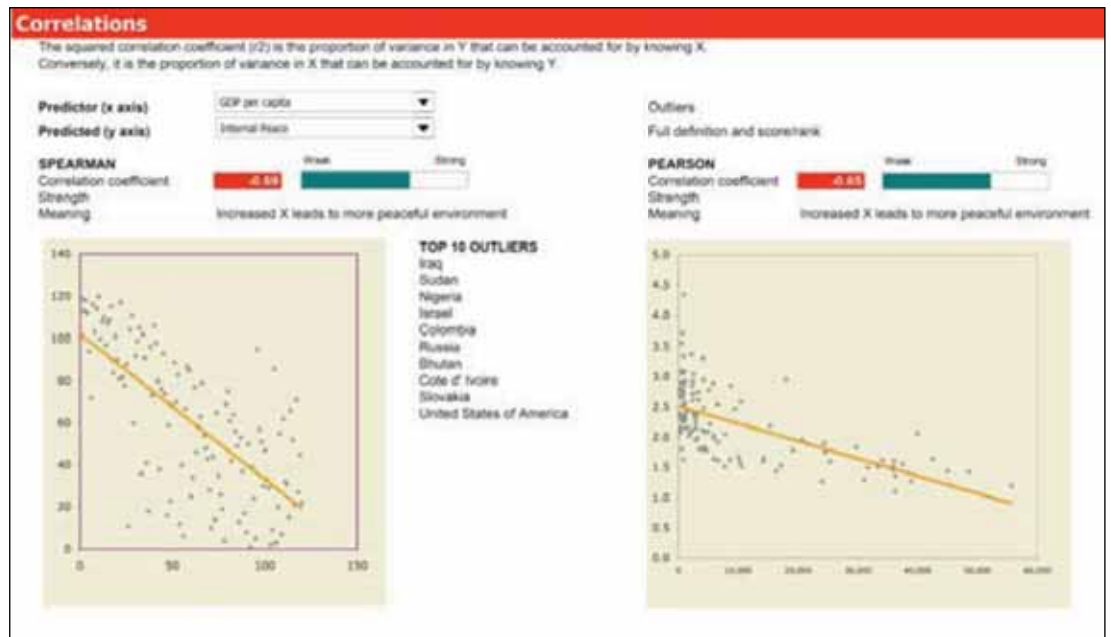 Correlations
The squared correlation coefficient (r2) is the proportion of variance in Y that can be accounted for by knowing X.
Conversely, it is the proportion of variance in X that can be accounted for by knowing Y.
Predictor (x axis) GDP per capita
Predicted (y axis) Internal Peace
Outliers
Full definition and score/rank
SPEARMAN Weak Strong
Correlation coefficient
Strength
Meaning Increased X leads to more peaceful environment
PEARSON Weak Strong
Correlation coefficient
Strength
Meaning Increased X leads to more peaceful environment
140
120
100
80
60
40
20
0
0 50 100 150
TOP 10 OUTLIERS
Iraq
Sudan
Nigeria
Israel
Colombia
Russia
Bhutan
Cote d' Ivoire
Slovakia
United States of America
5.0
4.5
4.0
3.5
3.0
2.5
2.0
1.5
1.0
0.5
0.0
0 10,000 20,000 30,000 40,000 50,000 60,000